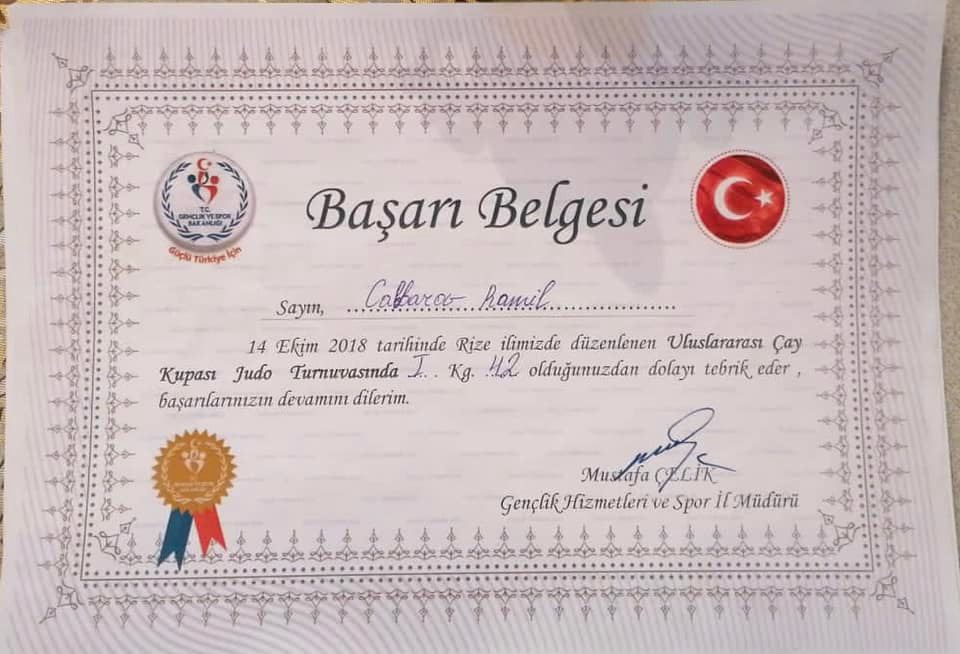 T.C.
GENÇLİK VE SPOR
BAKANLIĞI
Güçlü Türkiye İçin
Başarı Belgesi
Sayın, Cabbarov Ramil
14 Ekim 2018 tarihinde Rize ilimizde düzenlenen Uluslararası Çay
Kupası Judo Turnuvasında I. . Kg. 42 olduğunuzdan dolayı tebrik eder ,
başarılarınızın devamını dilerim.
Mustafa ÇELİK
Gençlik Hizmetleri ve Spor İl Müdürü